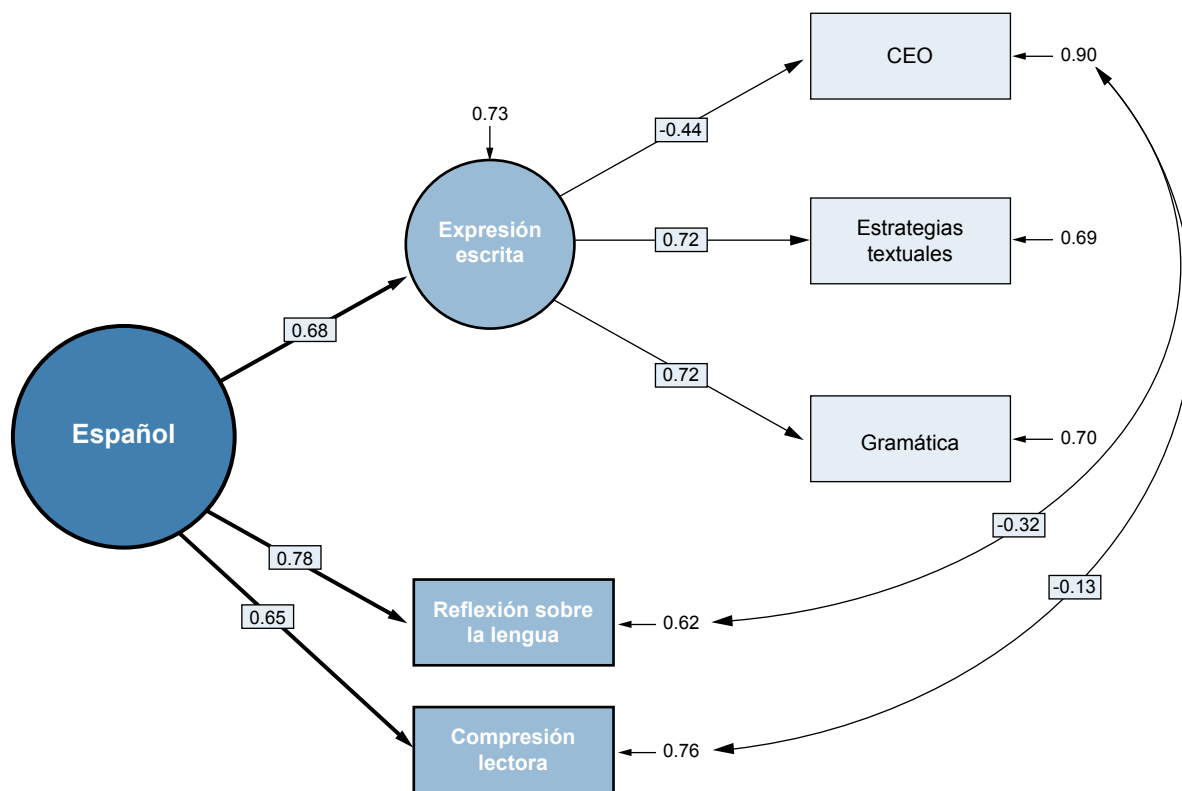 CEO
0.90
0.73
-0.44
Expresión
escrita
0.72
Estrategias
textuales
0.69
0.68
0.72
Español
Gramática
0.70
-0.32
0.78
Reflexión sobre
la lengua
0.62
-0.13
0.65
Compresión
lectora
0.76